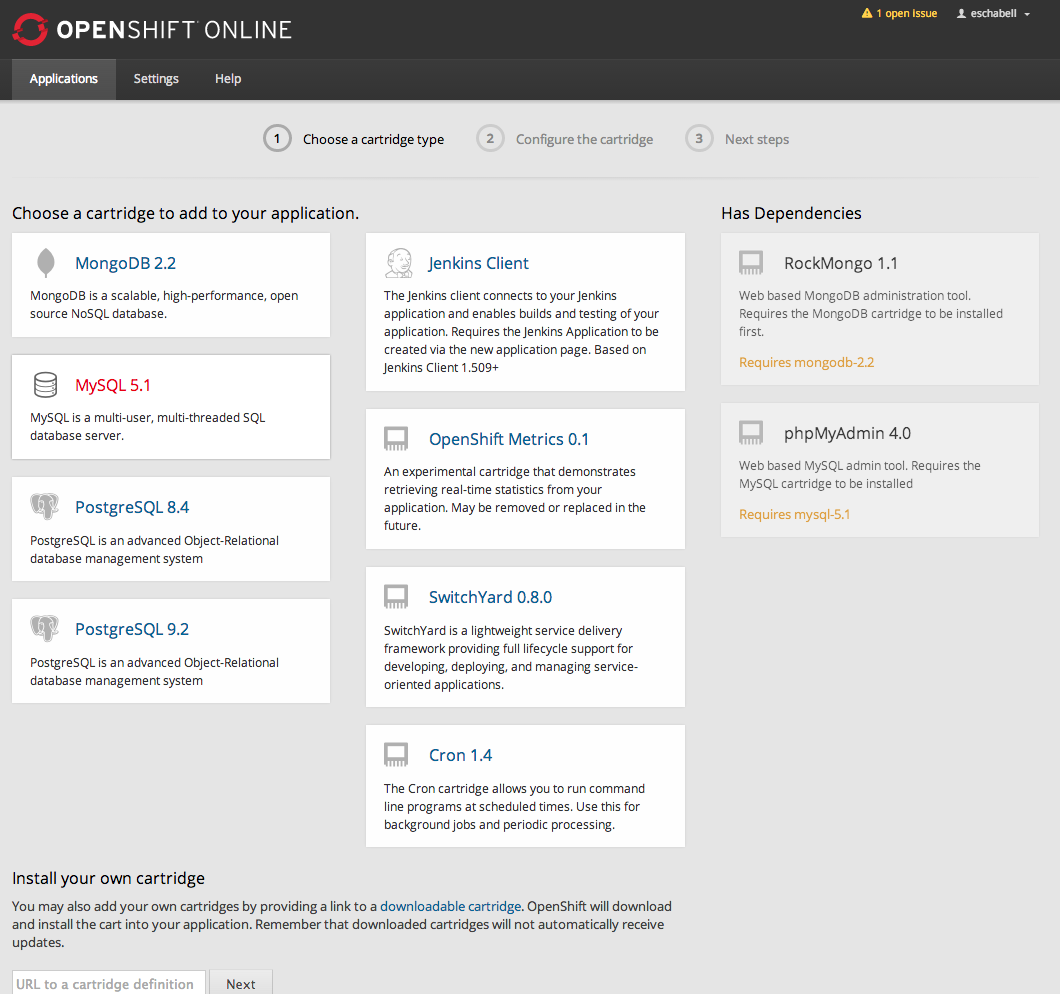 OPENSHIFT ONLINE
1 open issue
eschabell
Applications
Settings
Help
1 Choose a cartridge type
2 Configure the cartridge
3 Next steps
Choose a cartridge to add to your application.
MongoDB 2.2
MongoDB is a scalable, high-performance, open
source NoSQL database.
MySQL 5.1
MySQL is a multi-user, multi-threaded SQL
database server.
PostgreSQL 8.4
PostgreSQL is an advanced Object-Relational
database management system
PostgreSQL 9.2
PostgreSQL is an advanced Object-Relational
database management system
Jenkins Client
The Jenkins client connects to your Jenkins
application and enables builds and testing of your
application. Requires the Jenkins Application to be
created via the new application page. Based on
Jenkins Client 1.509+
OpenShift Metrics 0.1
An experimental cartridge that demonstrates
retrieving real-time statistics from your
application. May be removed or replaced in the
future.
SwitchYard 0.8.0
SwitchYard is a lightweight service delivery
framework providing full lifecycle support for
developing, deploying, and managing service-
oriented applications.
Cron 1.4
The Cron cartridge allows you to run command
line programs at scheduled times. Use this for
background jobs and periodic processing.
Has Dependencies
RockMongo 1.1
Web based MongoDB administration tool.
Requires the MongoDB cartridge to be installed
first.
Requires mongodb-2.2
phpMyAdmin 4.0
Web based MySQL admin tool. Requires the
MySQL cartridge to be installed
Requires mysql-5.1
Install your own cartridge
You may also add your own cartridges by providing a link to a downloadable cartridge. OpenShift will download
and install the cart into your application. Remember that downloaded cartridges will not automatically receive
updates.
URL to a cartridge definition
Next